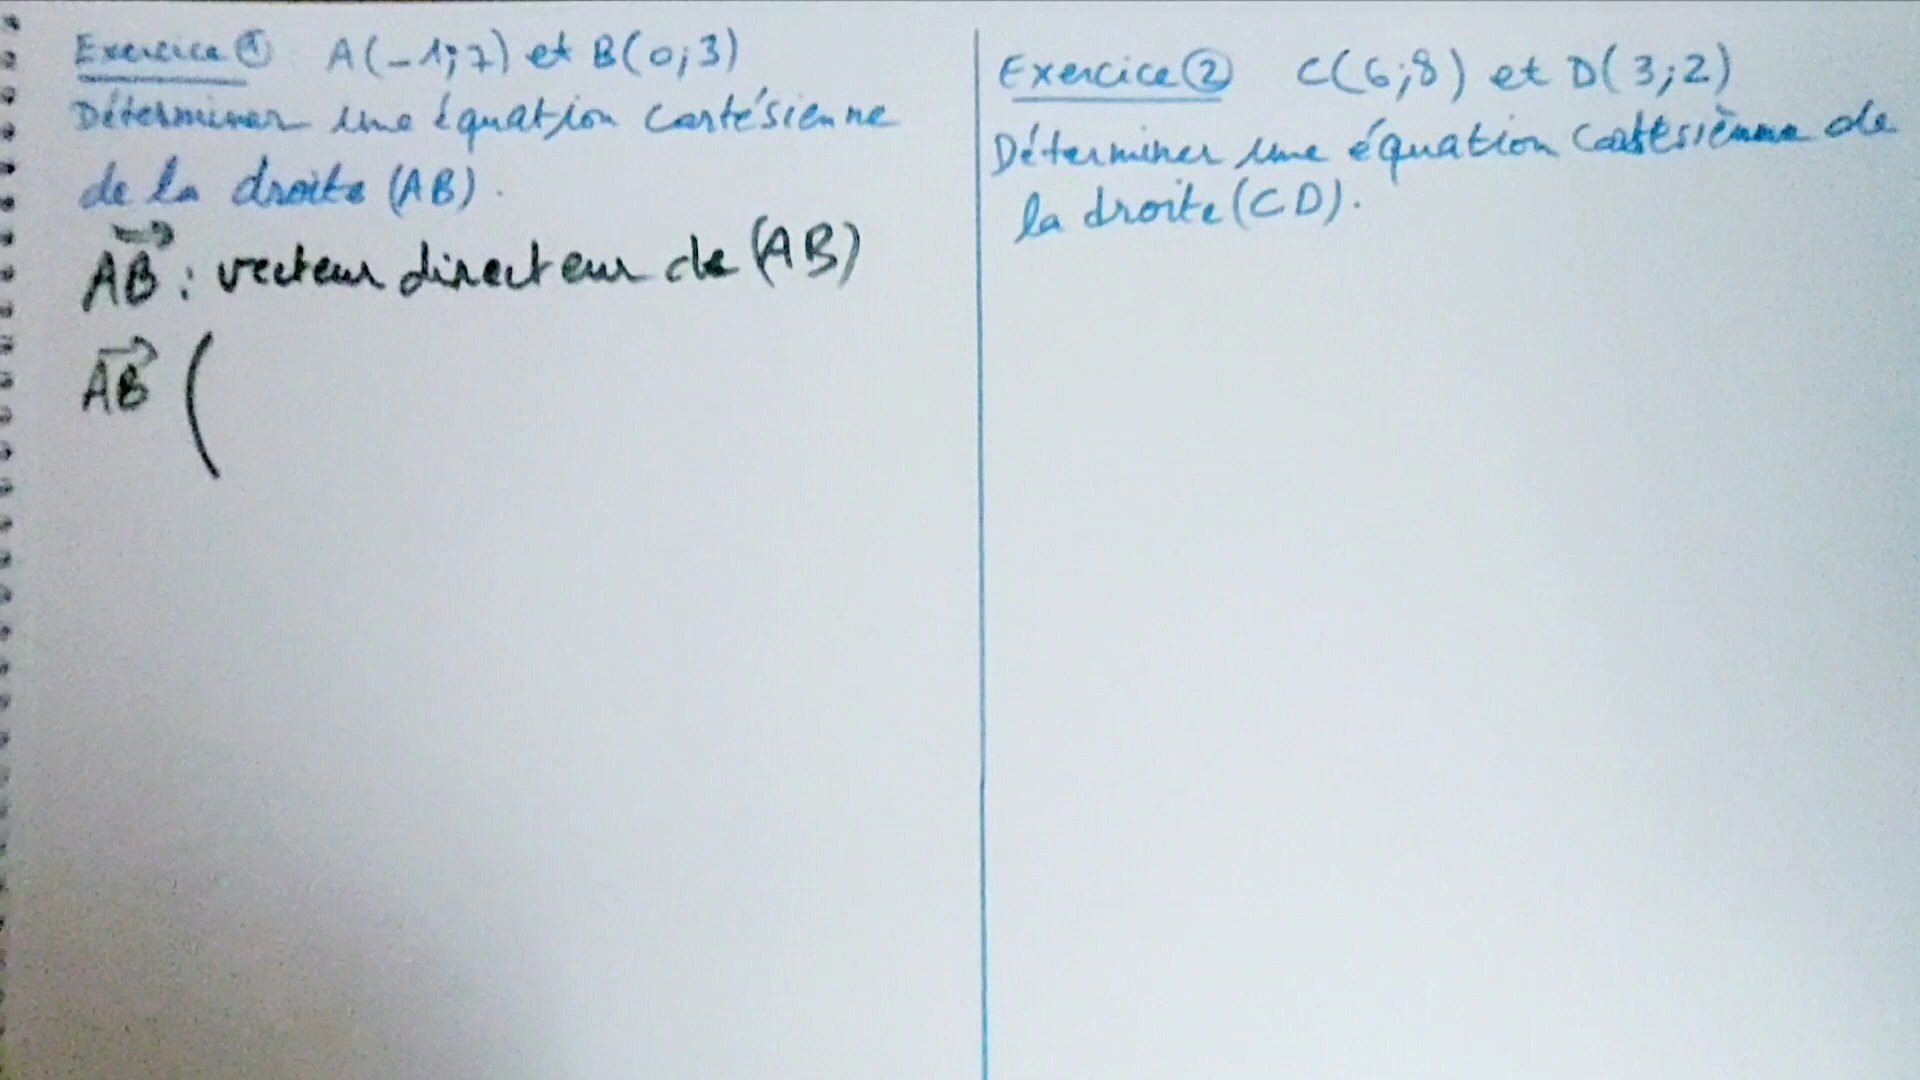 Exercice ① A(-1;7) et B(0;3)
Déterminer une équation cartésienne
de la droite (AB).
AB : vecteur directeur de (AB)
AB (
Exercice ② C(6;8) et D(3;2)
Déterminer une équation cartésienne de
la droite (CD).